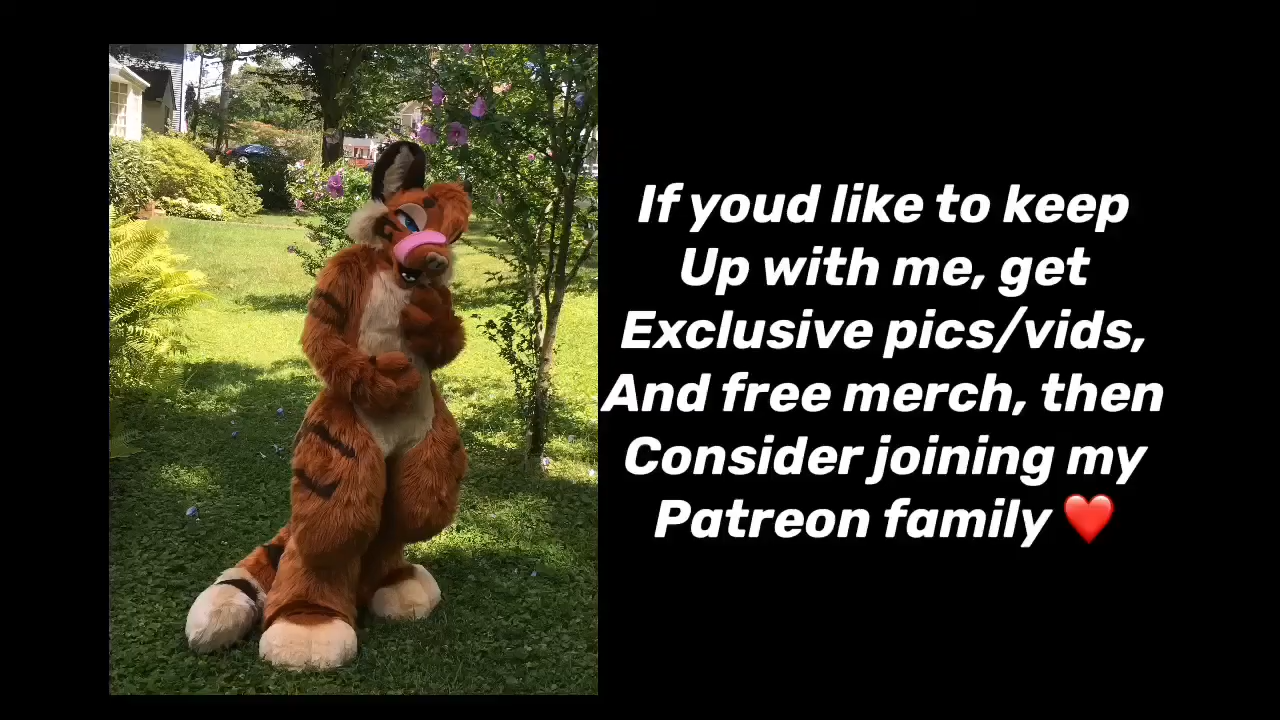 If youd like to keep
Up with me, get
Exclusive pics/vids,
And free merch, then
Consider joining my
Patreon family ❤️